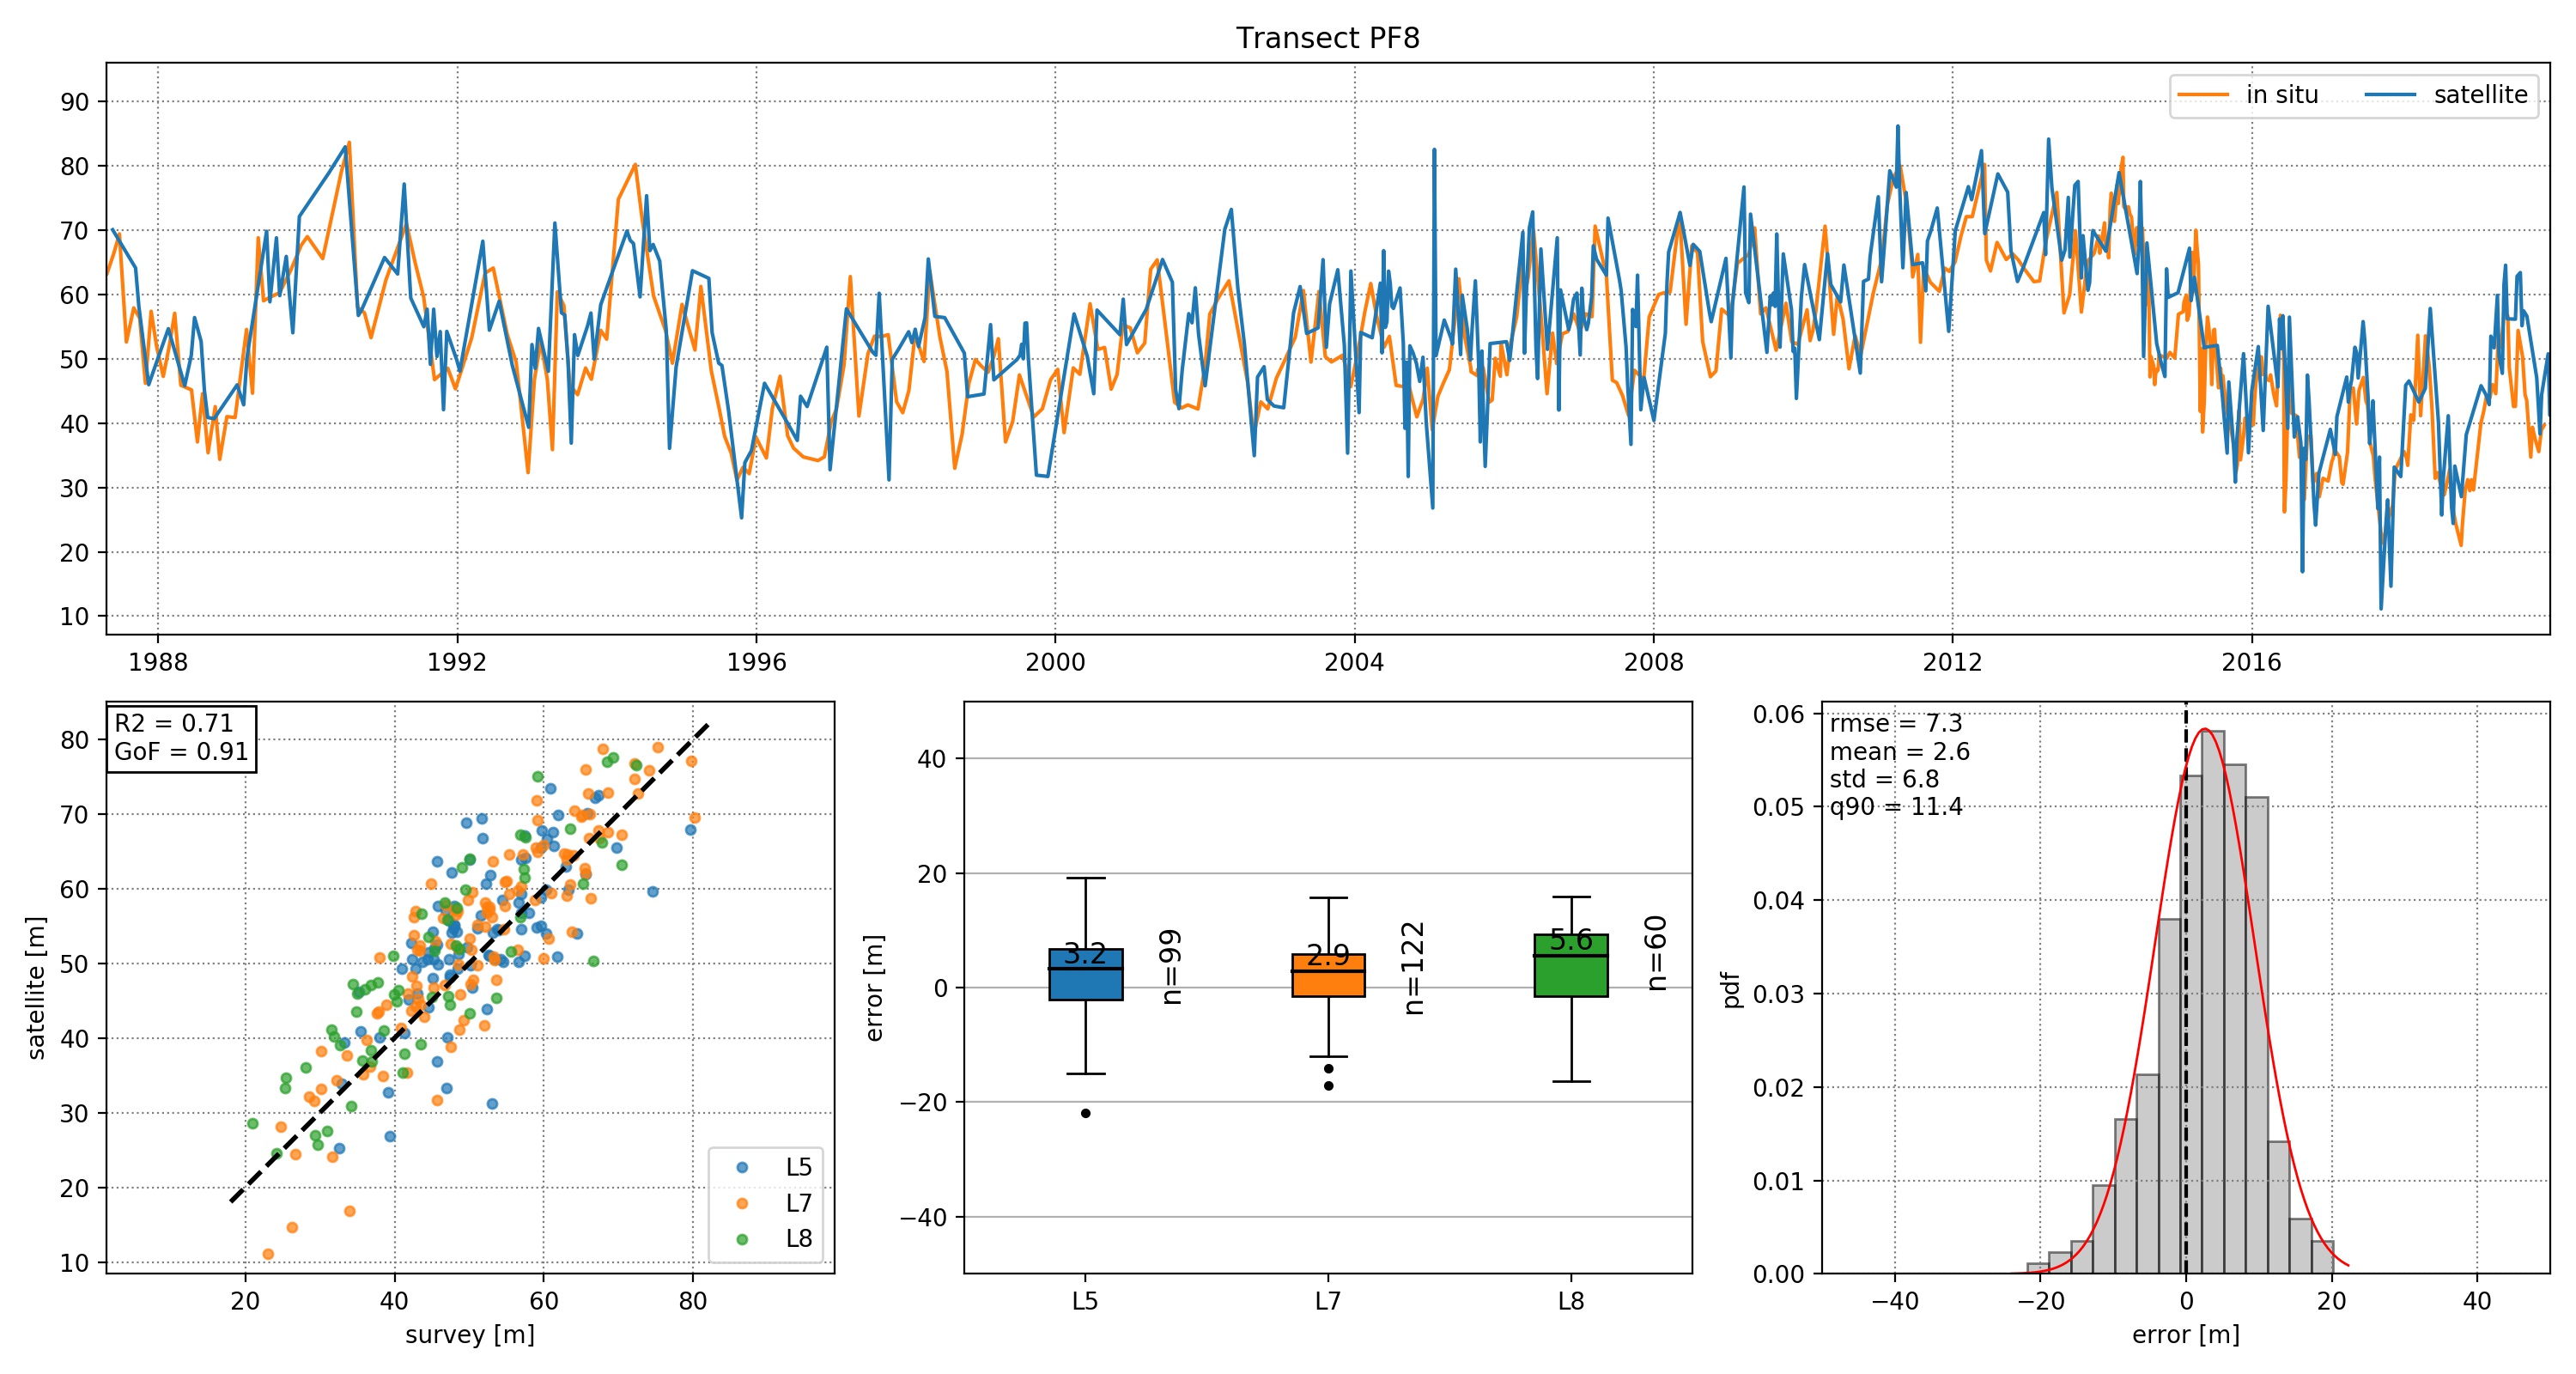 Transect PF8
90
80
70
60
50
40
30
20
10
in situ
satellite
1988
1992
1996
2000
2004
2008
2012
2016
R2 = 0.71
GoF = 0.91
satellite [m]
80
70
60
50
40
30
20
10
L5
L7
L8
20
40
60
80
survey [m]
error [m]
40
20
0
−20
−40
3.2
n=99
2.9
n=122
5.6
n=60
L5
L7
L8
pdf
0.06
0.05
0.04
0.03
0.02
0.01
0.00
rmse = 7.3
mean = 2.6
std = 6.8
q90 = 11.4
−40
−20
0
20
40
error [m]